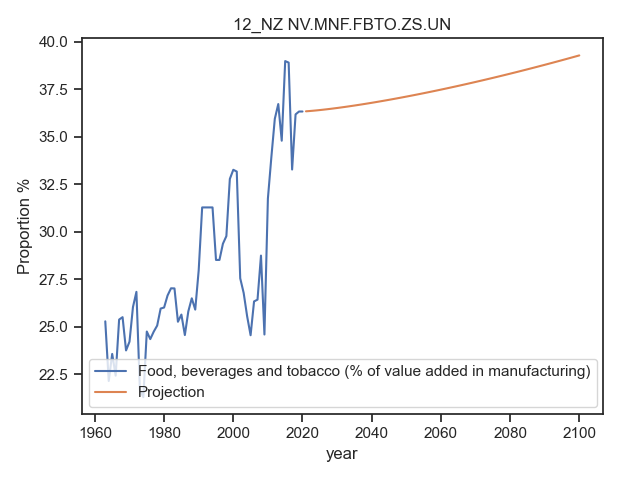 12_NZ NV.MNF.FBTO.ZS.UN
40.0
37.5
35.0
32.5
30.0
27.5
25.0
22.5
Proportion %
Food, beverages and tobacco (% of value added in manufacturing)
Projection
1960 1980 2000 2020 2040 2060 2080 2100
year